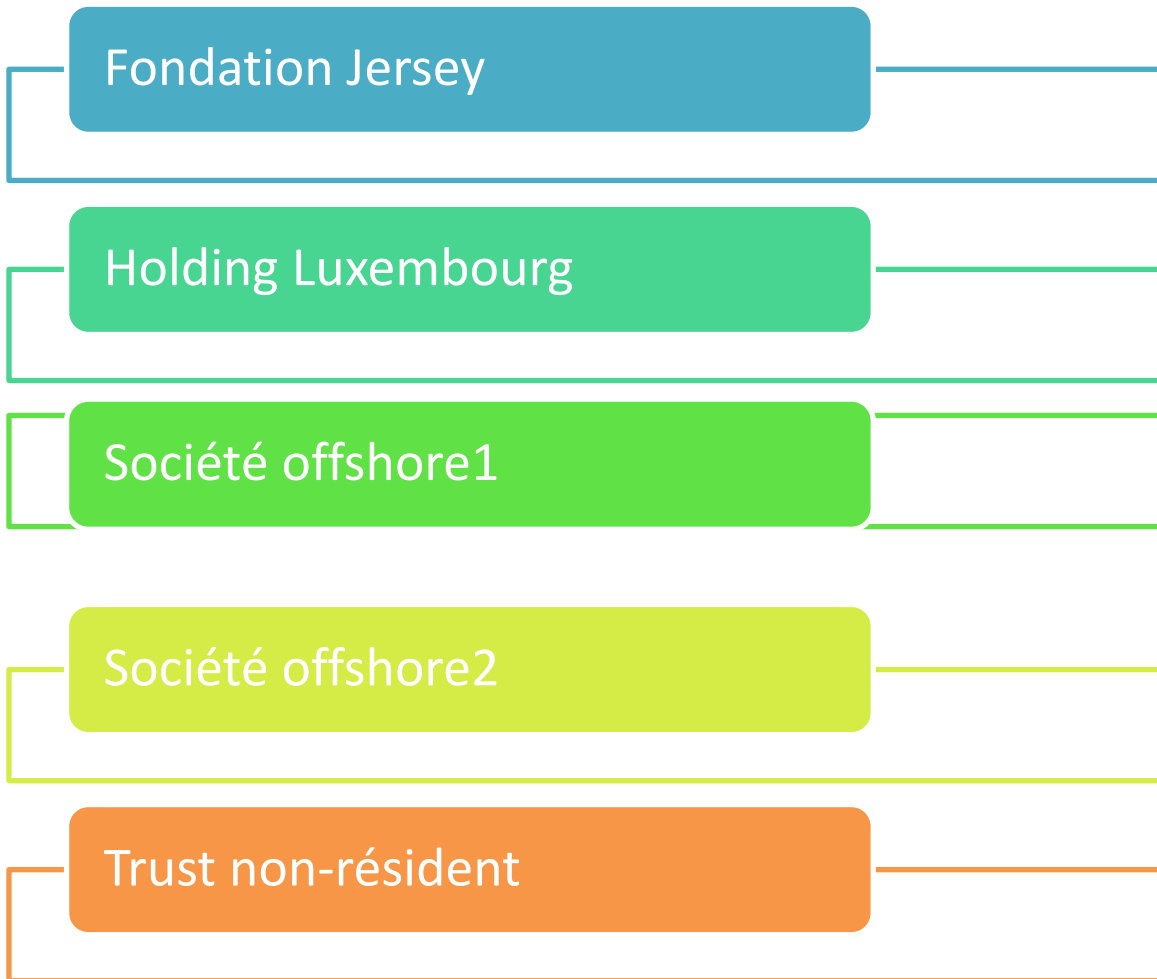 Fondation Jersey
Holding Luxembourg
Société offshore1
Société offshore2
Trust non-résident